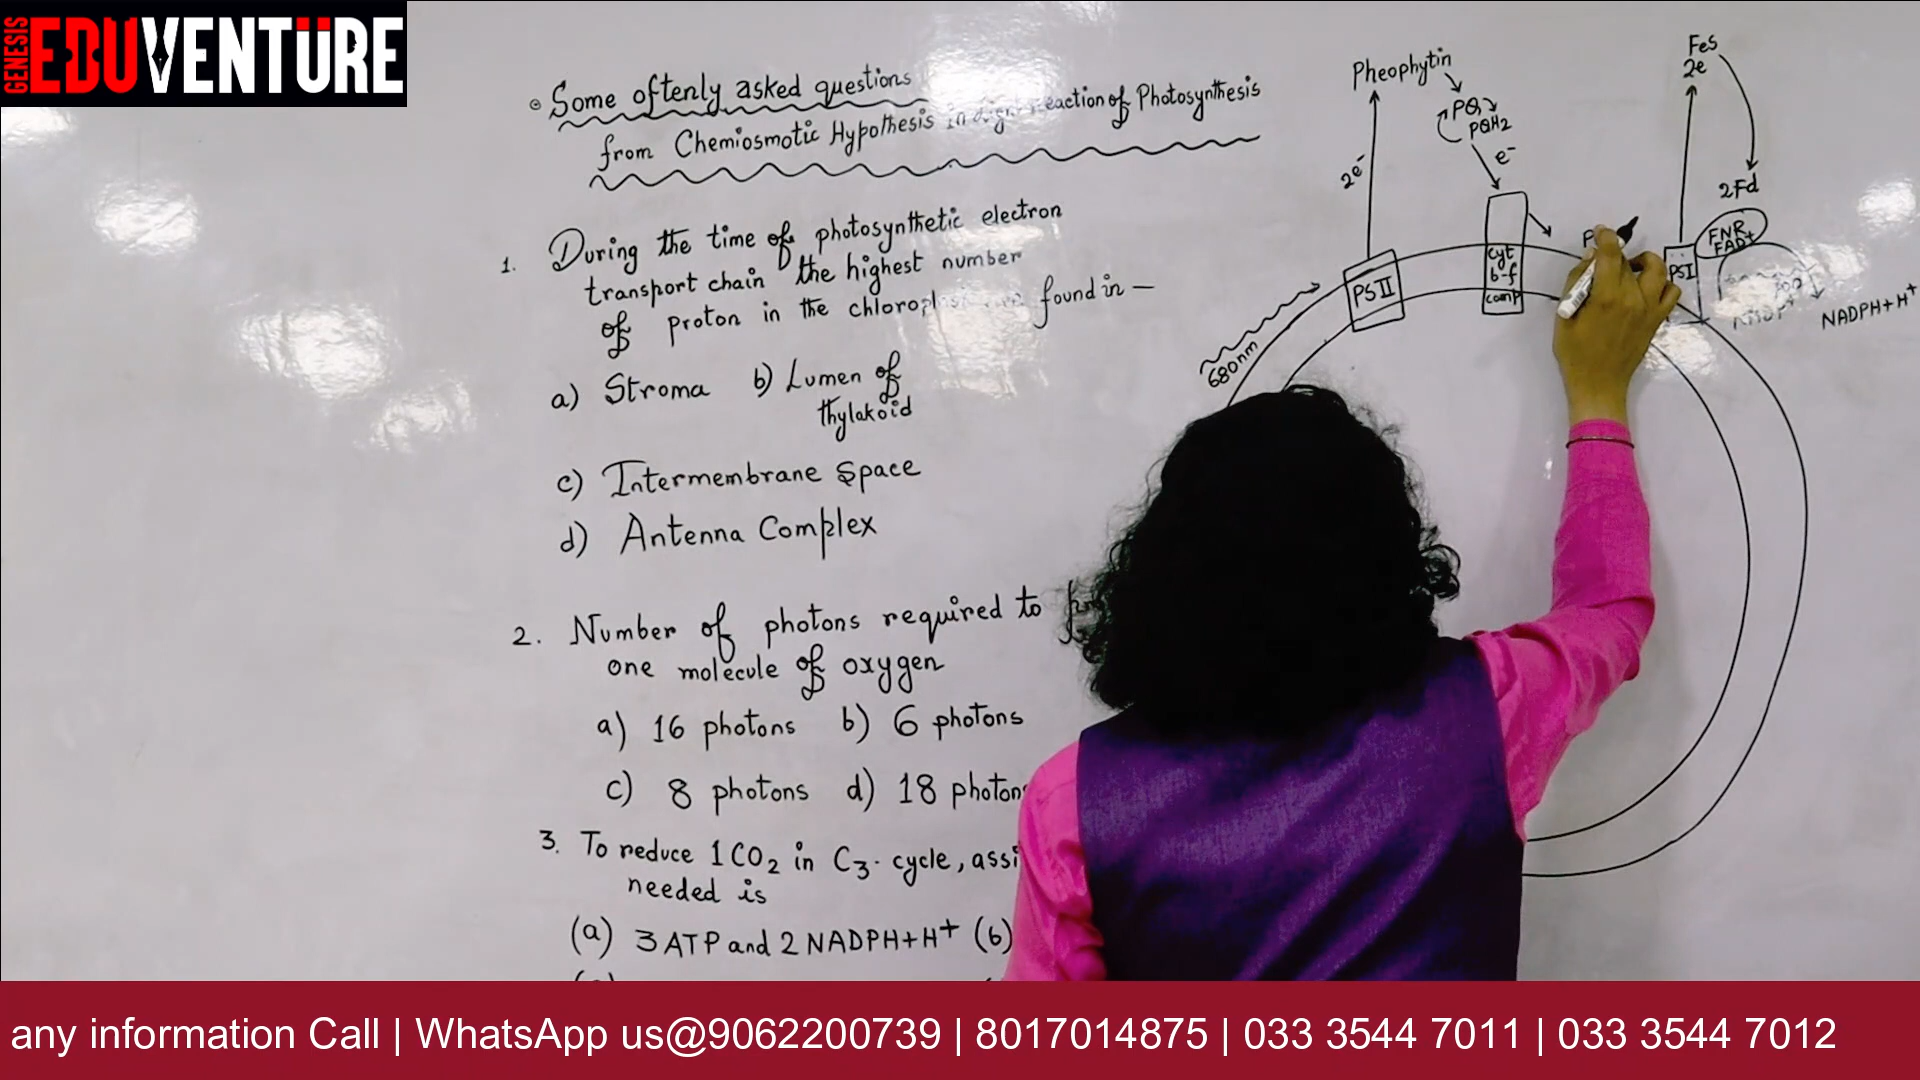 GENESIS
EDUVENTURE
Some oftenly asked questions
from Chemiosmotic Hypothesis in light reaction of Photosynthesis
1. During the time of photosynthetic electron
transport chain the highest number
of proton in the chloroplast are found in —
a) Stroma b) Lumen of
thylakoid
c) Intermembrane space
d) Antenna Complex
2. Number of photons required to
one molecule of oxygen
a) 16 photons b) 6 photons
c) 8 photons d) 18 photons
3. To reduce 1CO2 in C3-cycle,
needed is
(a) 3 ATP and 2 NADPH+H+ (b)
Pheophytin
PQ
PQH2
e-
2e-
PS II
680nm
cyt
b-f
comp
FeS
2e
2Fd
FNR
FAD+
PSI
NADPH+H+
any information Call | WhatsApp us@9062200739 | 8017014875 | 033 3544 7011 | 033 3544 7012